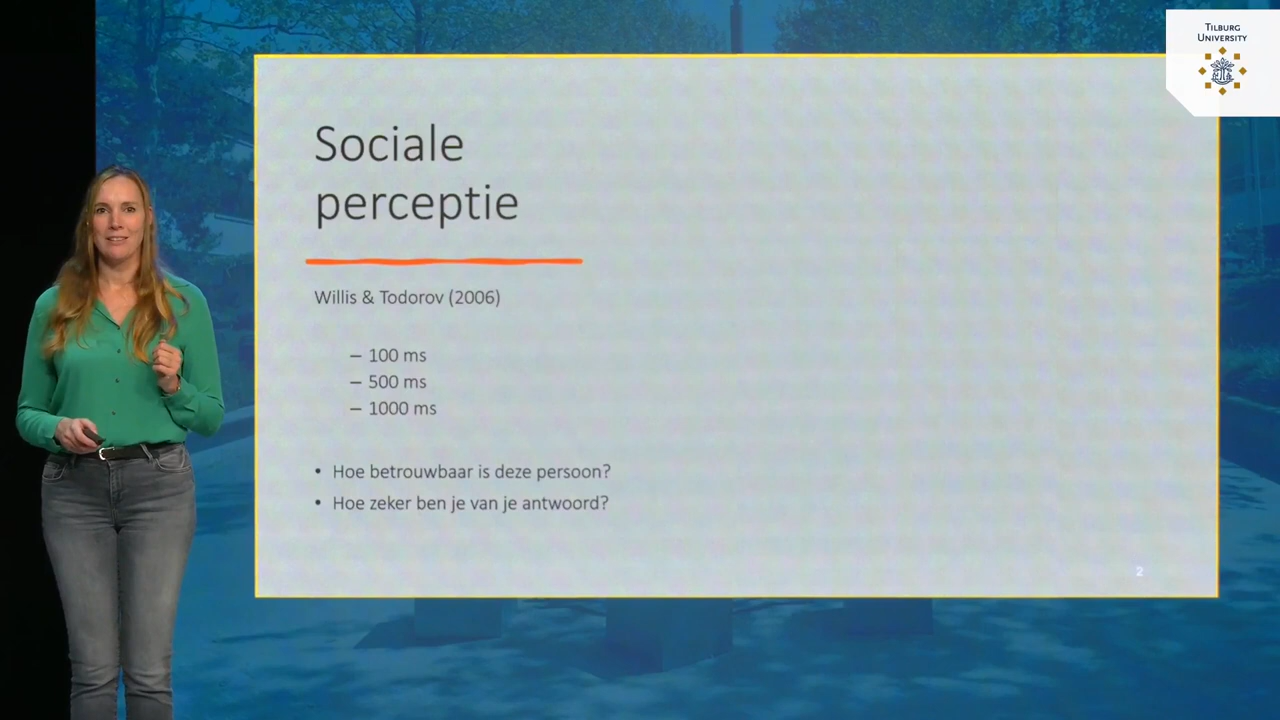 TILBURG
UNIVERSITY
Sociale
perceptie
Willis & Todorov (2006)
– 100 ms
– 500 ms
– 1000 ms
• Hoe betrouwbaar is deze persoon?
• Hoe zeker ben je van je antwoord?
2